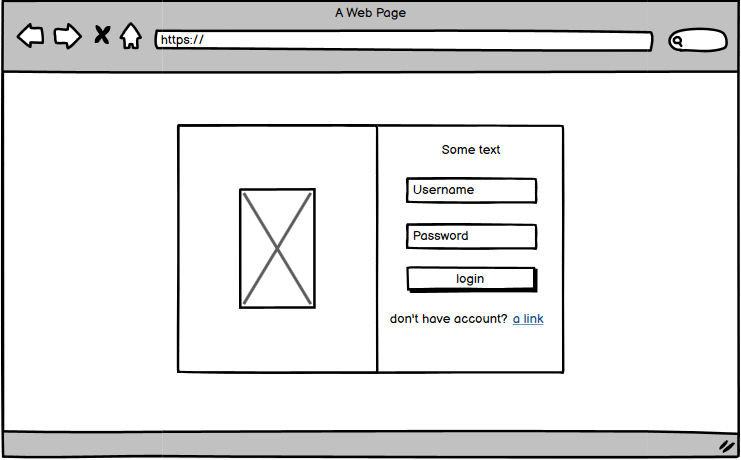 A Web Page
https://
Some text
Username
Password
login
don't have account? a link